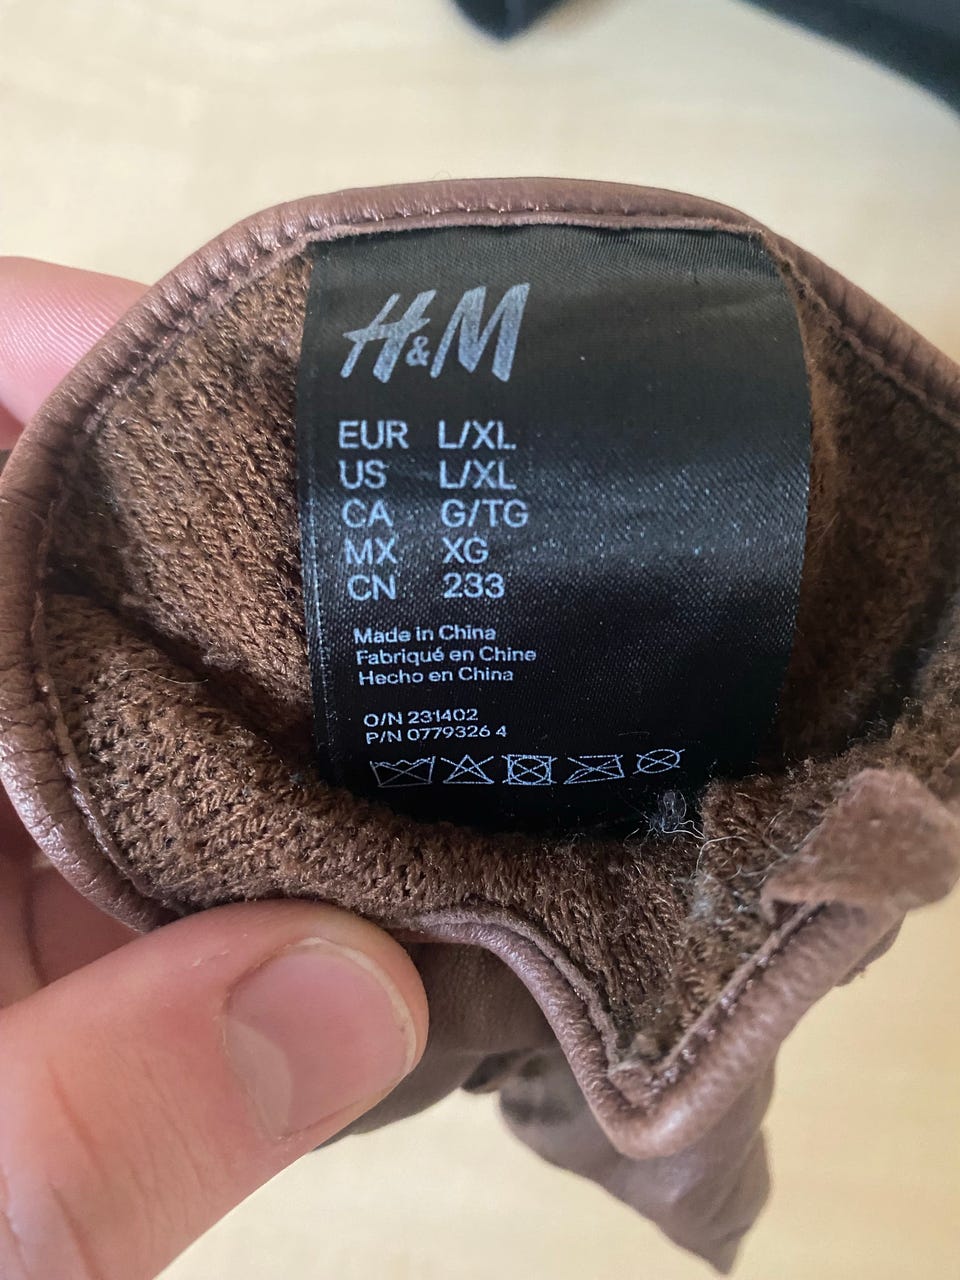 H&M
EUR L/XL
US L/XL
CA G/TG
MX XG
CN 233
Made in China
Fabriqué en Chine
Hecho en China
O/N 231402
P/N 0779326 4